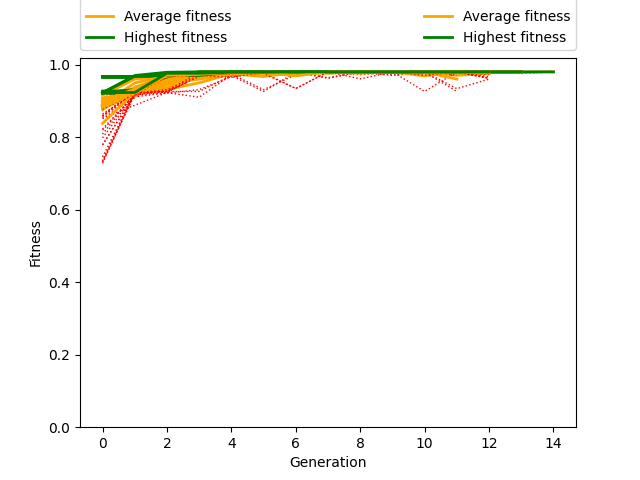 Average fitness Average fitness
Highest fitness Highest fitness
1.0
0.8
0.6
0.4
0.2
0.0
Fitness
0 2 4 6 8 10 12 14
Generation